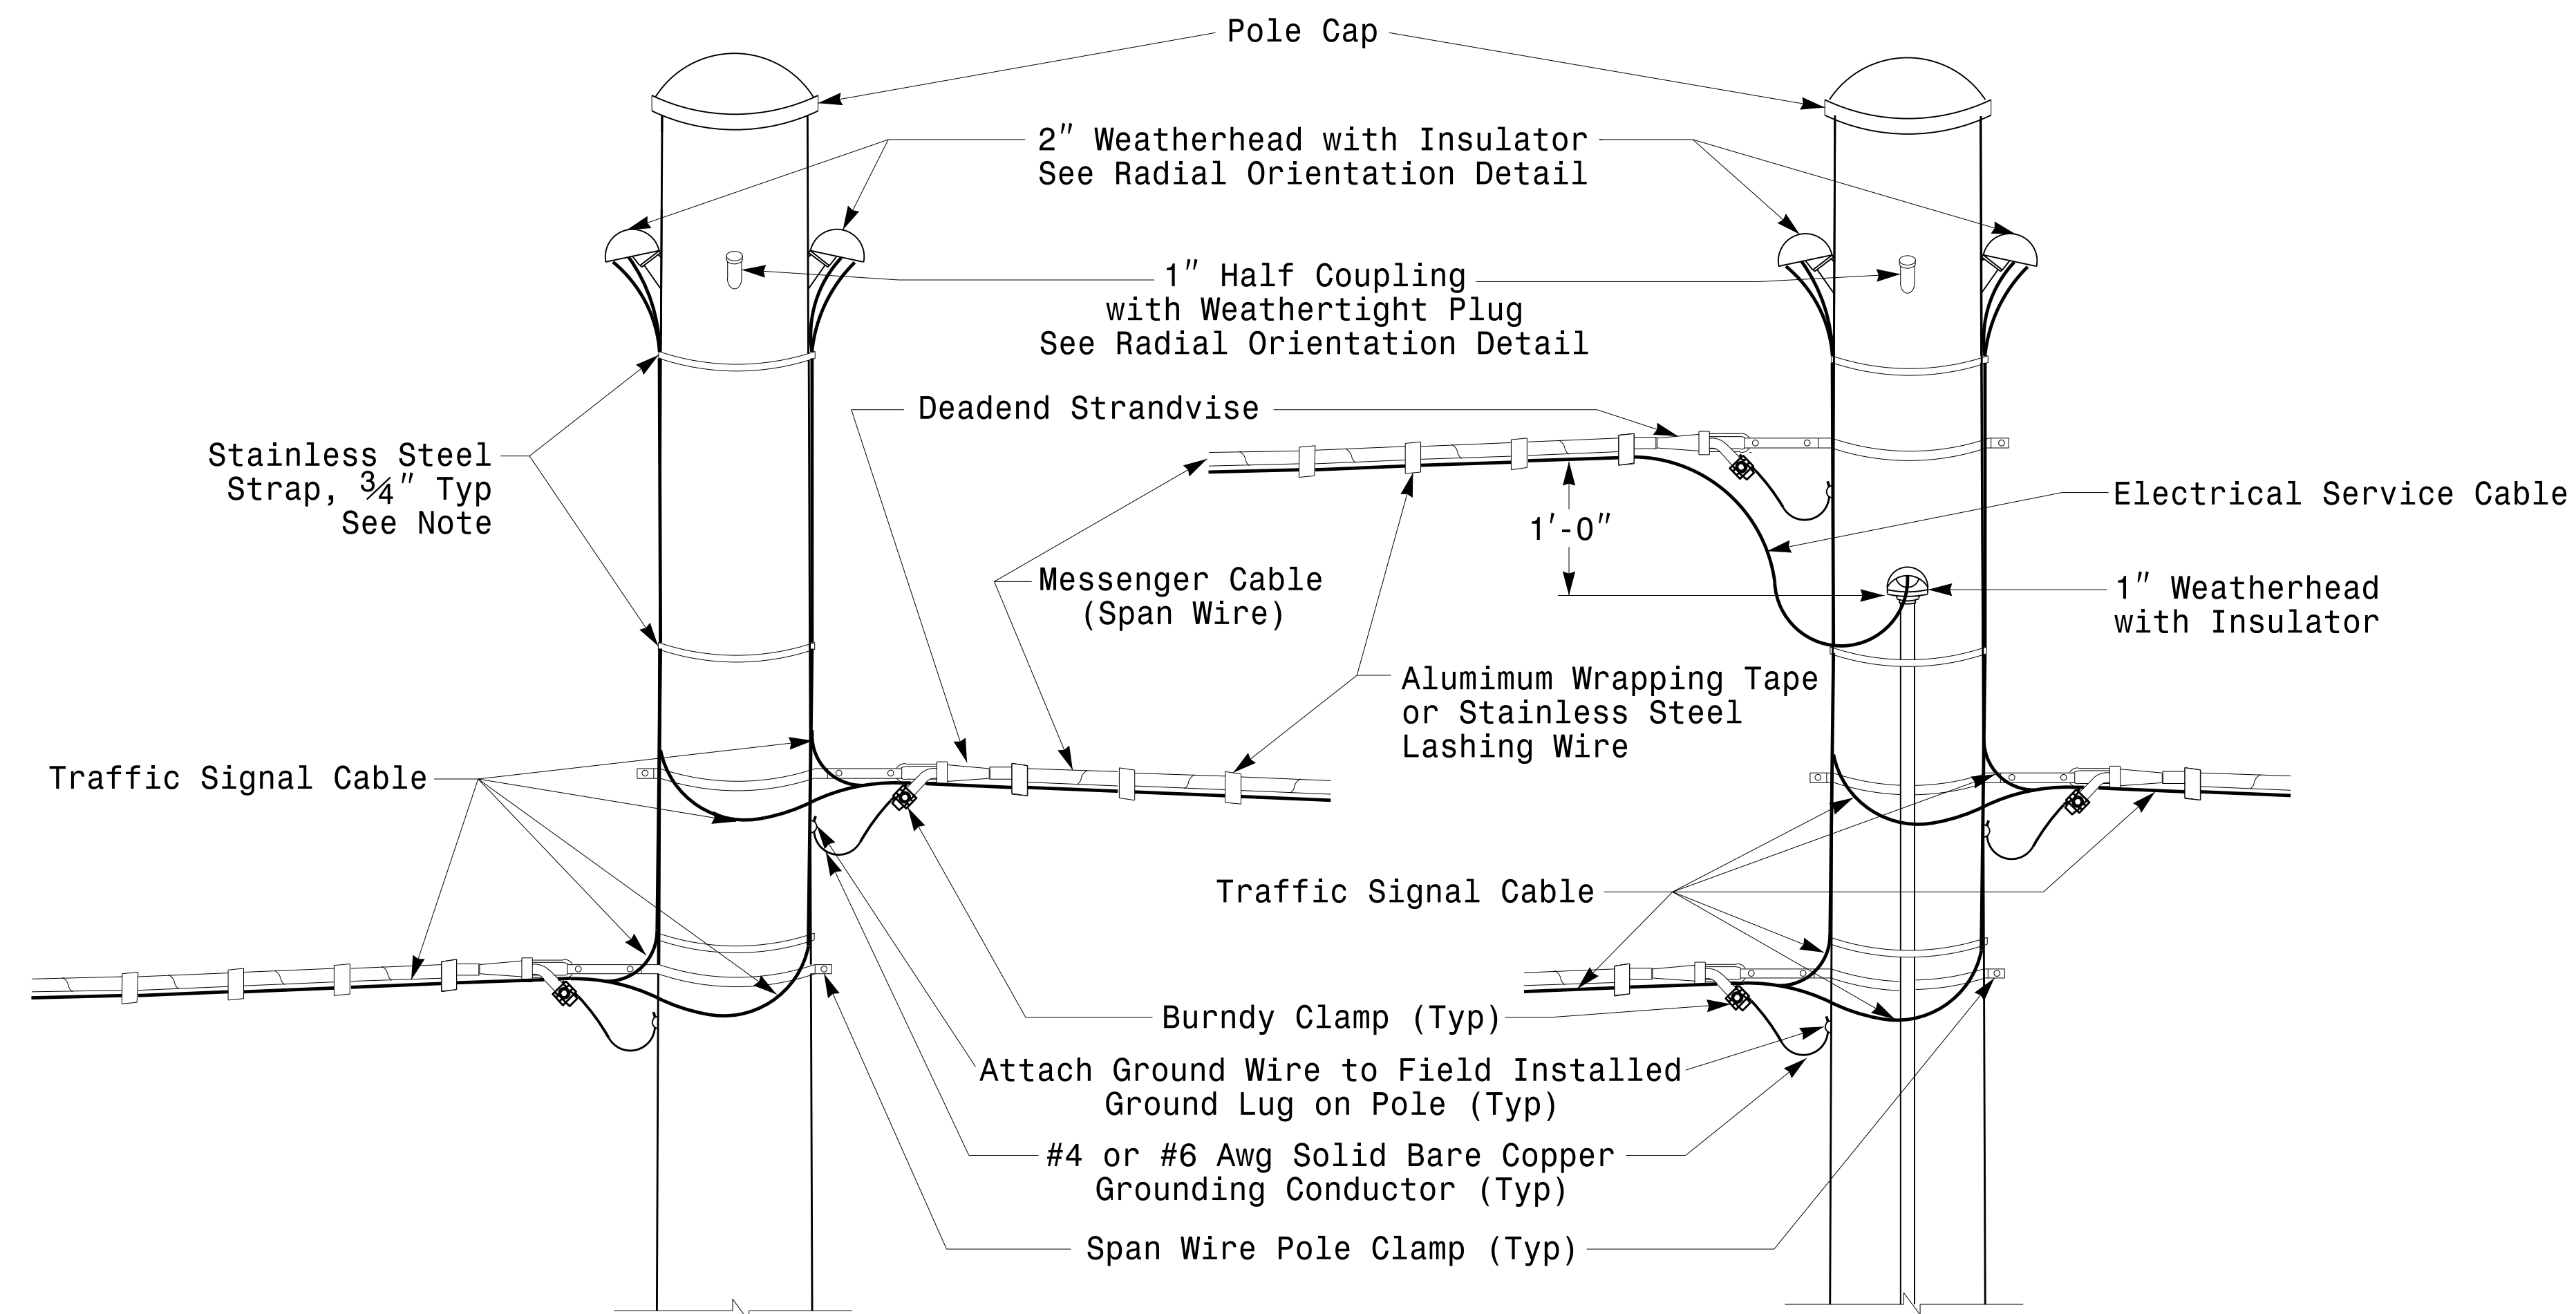 Pole Cap
2" Weatherhead with Insulator
See Radial Orientation Detail
1" Half Coupling
with Weathertight Plug
See Radial Orientation Detail
Deadend Strandvise
Stainless Steel
Strap, 3/4" Typ
See Note
Electrical Service Cable
1'-0"
Messenger Cable
(Span Wire)
1" Weatherhead
with Insulator
Alumimum Wrapping Tape
or Stainless Steel
Lashing Wire
Traffic Signal Cable
Traffic Signal Cable
Burndy Clamp (Typ)
Attach Ground Wire to Field Installed
Ground Lug on Pole (Typ)
#4 or #6 Awg Solid Bare Copper
Grounding Conductor (Typ)
Span Wire Pole Clamp (Typ)